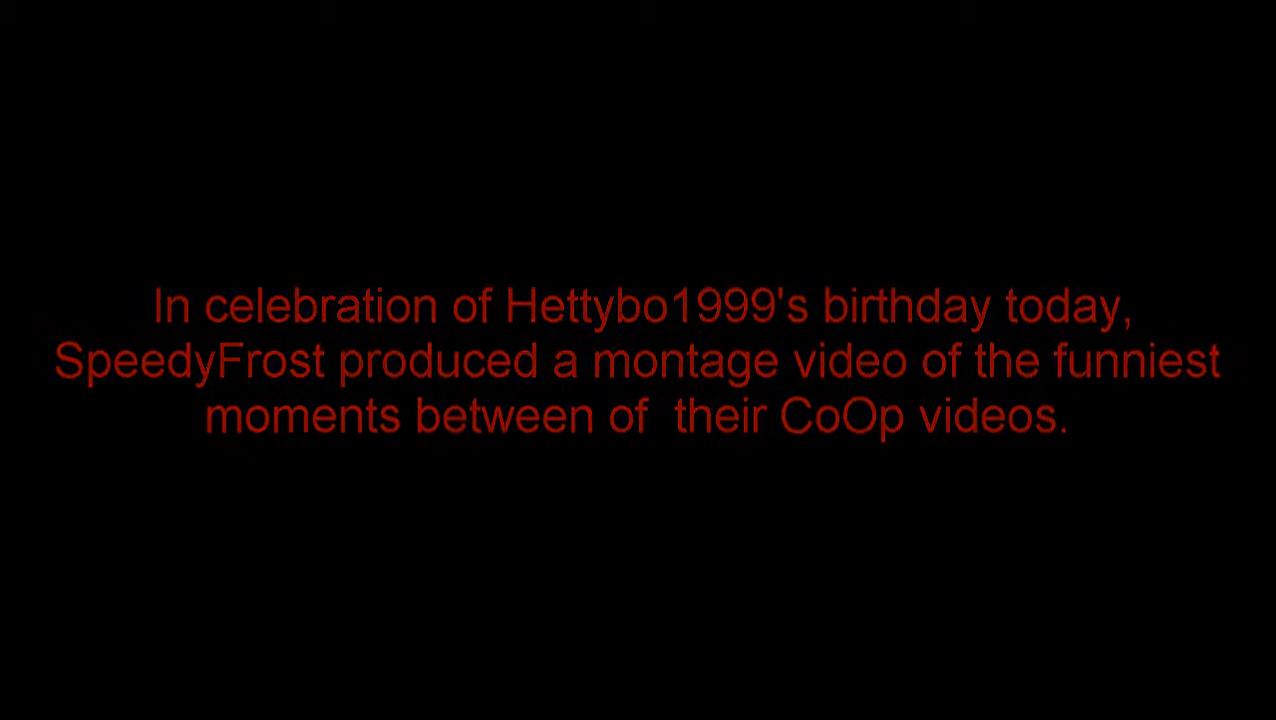 In celebration of Hettybo1999's birthday today,
SpeedyFrost produced a montage video of the funniest
moments between of  their CoOp videos.